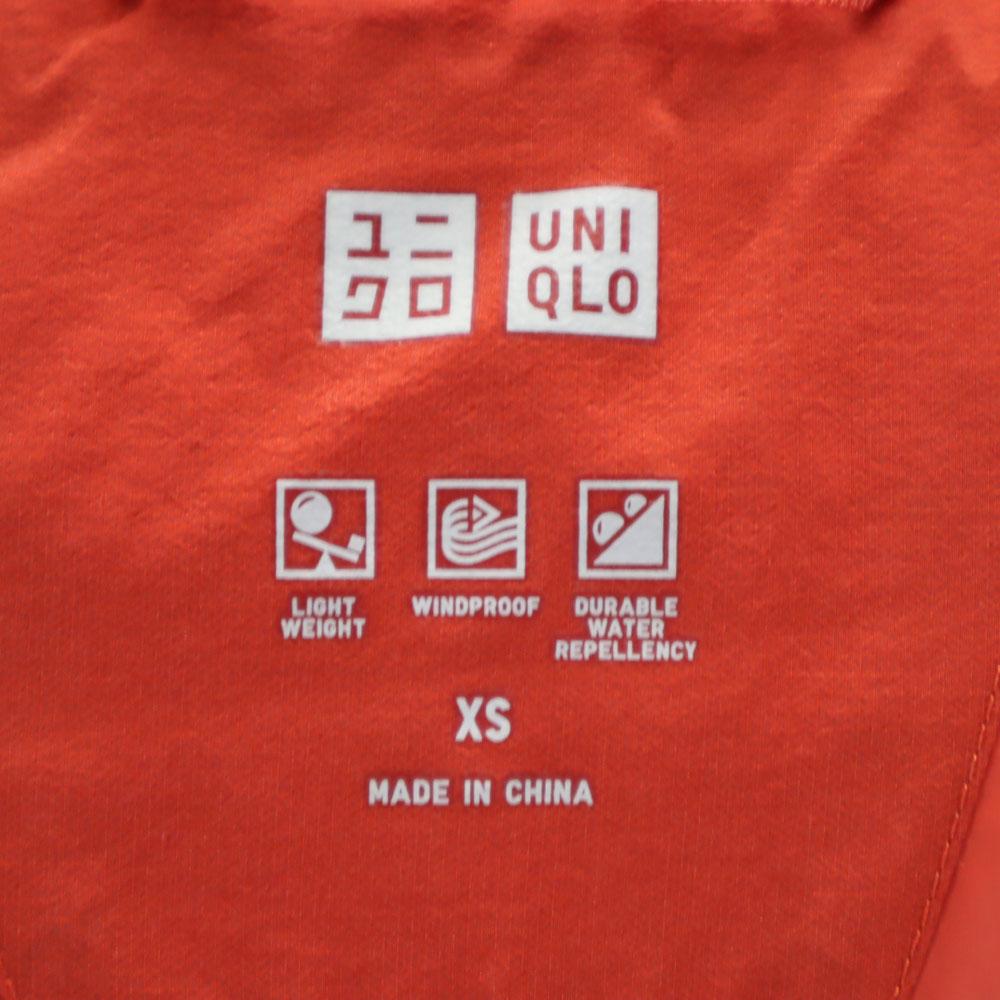 ユニ
クロ
UNI
QLO
LIGHT
WEIGHT
WINDPROOF
DURABLE
WATER
REPELLENCY
XS
MADE IN CHINA